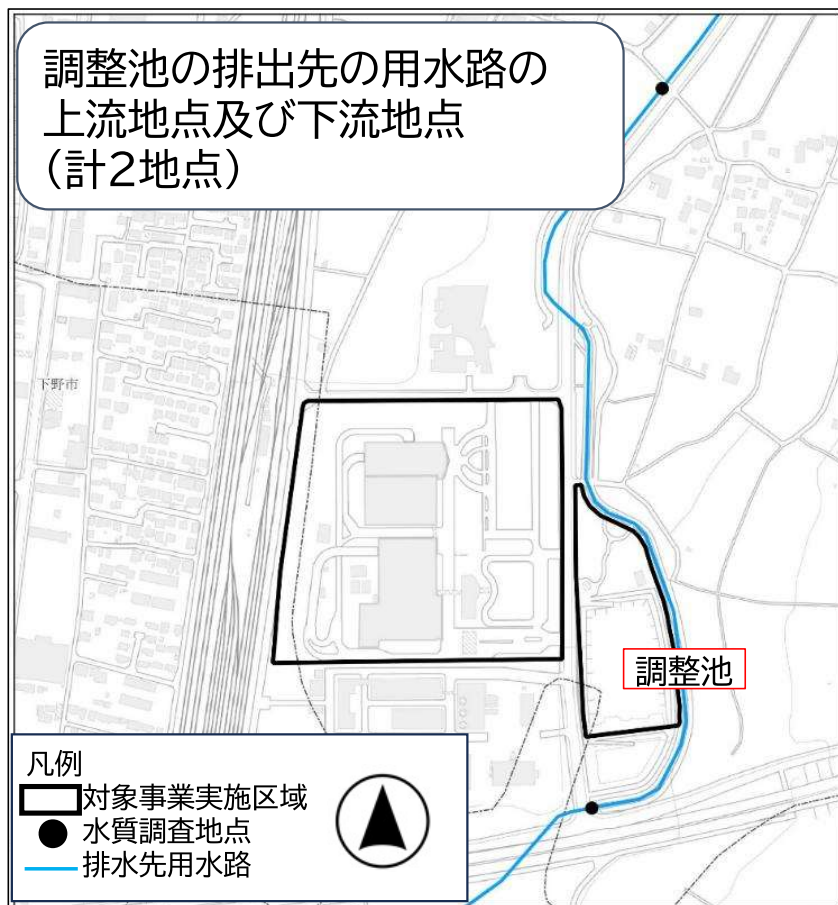 調整池の排出先の用水路の
上流地点及び下流地点
(計2地点)
下野市
調整池
凡例
対象事業実施区域
水質調査地点
排水先用水路